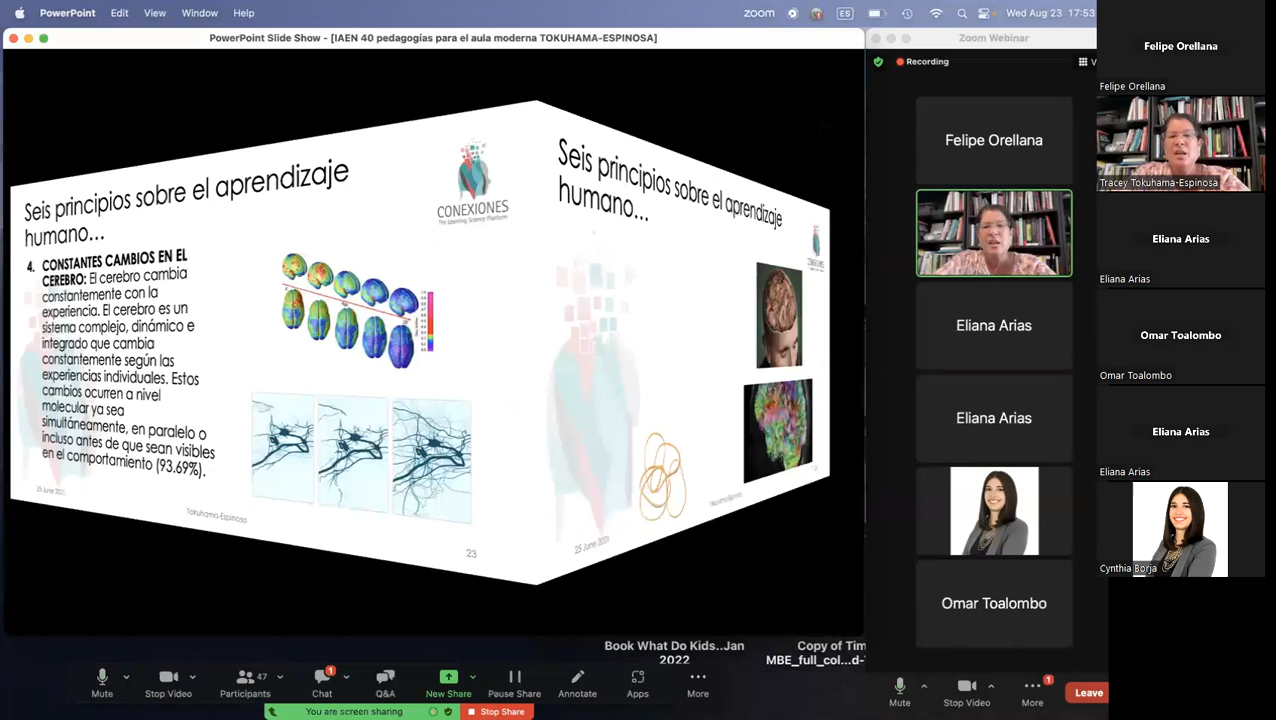 PowerPoint
Edit
View
Window
Help
zoom
ES
Wed Aug 23
17:53
PowerPoint Slide Show - [IAEN 40 pedagogías para el aula moderna TOKUHAMA-ESPINOSA]
Zoom Webinar
Recording
Seis principios sobre el aprendizaje
humano...
CONEXIONES
The Learning Science Platform
4. CONSTANTES CAMBIOS EN EL
CEREBRO: El cerebro cambia
constantemente con la
experiencia. El cerebro es un
sistema complejo, dinámico e
integrado que cambia
constantemente según las
experiencias individuales. Estos
cambios ocurren a nivel
molecular ya sea
simultáneamente, en paralelo o
incluso antes de que sean visibles
en el comportamiento (93.69%).
25 June 2021
Tokuhama-Espinosa
23
Seis principios sobre el aprendizaje
humano...
CONEXIONES
25 June 2021
Tokuhama-Espinosa
Felipe Orellana
Eliana Arias
Eliana Arias
Omar Toalombo
Felipe Orellana
Felipe Orellana
Tracey Tokuhama-Espinosa
Eliana Arias
Eliana Arias
Omar Toalombo
Omar Toalombo
Eliana Arias
Eliana Arias
Cynthia Borja
Book What Do Kids..Jan
2022
Copy of Tim
MBE_full_col...d-
Mute
Stop Video
47
Participants
1
Chat
Q&A
New Share
Pause Share
Annotate
Apps
More
You are screen sharing
Stop Share
Mute
Stop Video
1
More
Leave